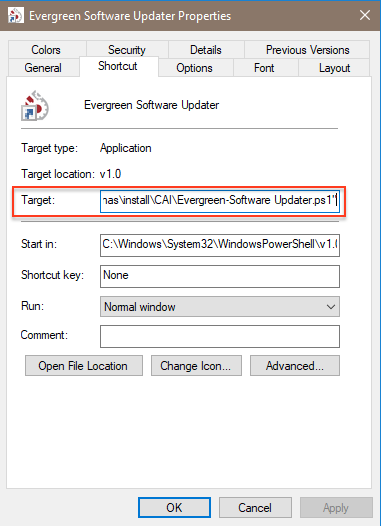 Evergreen Software Updater Properties
Colors Security Details Previous Versions
General Shortcut Options Font Layout
Evergreen Software Updater
Target type: Application
Target location: v1.0
Target: nas\install\CAI\Evergreen-Software Updater.ps1"
Start in: C:\Windows\System32\WindowsPowerShell\v1.0
Shortcut key: None
Run: Normal window
Comment:
Open File Location Change Icon... Advanced...
OK Cancel Apply